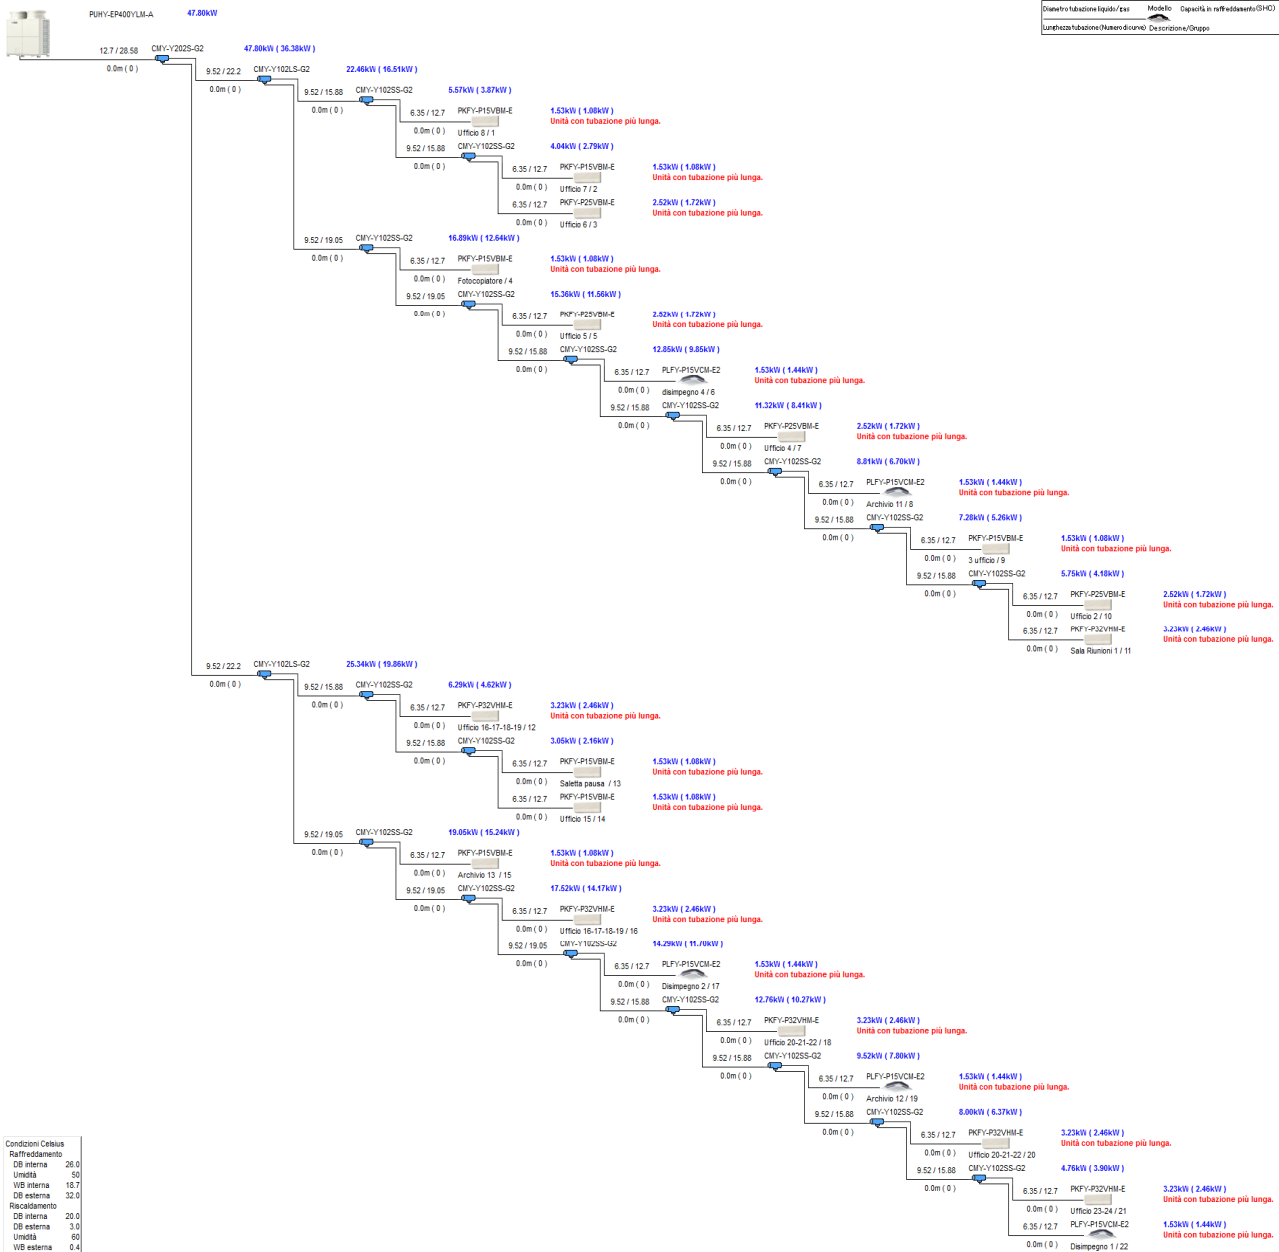 PUHY-EP400YLM-A 47.80kW
Diametro tubazione liquido/gas Modello Capacità in raffreddamento(SHC)
Lunghezza tubazione(Numero di curve) Descrizione/Gruppo
12.7 / 28.58 CMY-Y202S-G2 47.80kW ( 36.38kW )
0.0m ( 0 )
9.52 / 22.2 CMY-Y102LS-G2 22.46kW ( 16.51kW )
0.0m ( 0 )
9.52 / 15.88 CMY-Y102SS-G2 5.57kW ( 3.87kW )
0.0m ( 0 )
6.35 / 12.7 PKFY-P15VBM-E 1.53kW ( 1.08kW )
Unità con tubazione più lunga.
0.0m ( 0 ) Ufficio 8 / 1
9.52 / 15.88 CMY-Y102SS-G2 4.04kW ( 2.79kW )
0.0m ( 0 )
6.35 / 12.7 PKFY-P15VBM-E 1.53kW ( 1.08kW )
Unità con tubazione più lunga.
0.0m ( 0 ) Ufficio 7 / 2
6.35 / 12.7 PKFY-P25VBM-E 2.52kW ( 1.72kW )
Unità con tubazione più lunga.
0.0m ( 0 ) Ufficio 6 / 3
9.52 / 19.05 CMY-Y102SS-G2 16.89kW ( 12.64kW )
0.0m ( 0 )
6.35 / 12.7 PKFY-P15VBM-E 1.53kW ( 1.08kW )
Unità con tubazione più lunga.
0.0m ( 0 ) Fotocopiatore / 4
9.52 / 19.05 CMY-Y102SS-G2 15.36kW ( 11.56kW )
0.0m ( 0 )
6.35 / 12.7 PKFY-P25VBM-E 2.52kW ( 1.72kW )
Unità con tubazione più lunga.
0.0m ( 0 ) Ufficio 5 / 5
9.52 / 15.88 CMY-Y102SS-G2 12.85kW ( 9.85kW )
0.0m ( 0 )
6.35 / 12.7 PLFY-P15VCM-E2 1.53kW ( 1.44kW )
Unità con tubazione più lunga.
0.0m ( 0 ) disimpegno 4 / 6
9.52 / 15.88 CMY-Y102SS-G2 11.32kW ( 8.41kW )
0.0m ( 0 )
6.35 / 12.7 PKFY-P25VBM-E 2.52kW ( 1.72kW )
Unità con tubazione più lunga.
0.0m ( 0 ) Ufficio 4 / 7
9.52 / 15.88 CMY-Y102SS-G2 8.81kW ( 6.70kW )
0.0m ( 0 )
6.35 / 12.7 PLFY-P15VCM-E2 1.53kW ( 1.44kW )
Unità con tubazione più lunga.
0.0m ( 0 ) Archivio 11 / 8
9.52 / 15.88 CMY-Y102SS-G2 7.28kW ( 5.26kW )
0.0m ( 0 )
6.35 / 12.7 PKFY-P15VBM-E 1.53kW ( 1.08kW )
Unità con tubazione più lunga.
0.0m ( 0 ) 3 ufficio / 9
9.52 / 15.88 CMY-Y102SS-G2 5.75kW ( 4.18kW )
0.0m ( 0 )
6.35 / 12.7 PKFY-P25VBM-E 2.52kW ( 1.72kW )
Unità con tubazione più lunga.
0.0m ( 0 ) Ufficio 2 / 10
6.35 / 12.7 PKFY-P32VHM-E 3.23kW ( 2.46kW )
Unità con tubazione più lunga.
0.0m ( 0 ) Sala Riunioni 1 / 11
9.52 / 22.2 CMY-Y102LS-G2 25.34kW ( 19.86kW )
0.0m ( 0 )
9.52 / 15.88 CMY-Y102SS-G2 6.29kW ( 4.62kW )
0.0m ( 0 )
6.35 / 12.7 PKFY-P32VHM-E 3.23kW ( 2.46kW )
Unità con tubazione più lunga.
0.0m ( 0 ) Ufficio 16-17-18-19 / 12
9.52 / 15.88 CMY-Y102SS-G2 3.05kW ( 2.16kW )
0.0m ( 0 )
6.35 / 12.7 PKFY-P15VBM-E 1.53kW ( 1.08kW )
Unità con tubazione più lunga.
0.0m ( 0 ) Saletta pausa / 13
6.35 / 12.7 PKFY-P15VBM-E 1.53kW ( 1.08kW )
Unità con tubazione più lunga.
0.0m ( 0 ) Ufficio 15 / 14
9.52 / 19.05 CMY-Y102SS-G2 19.05kW ( 15.24kW )
0.0m ( 0 )
6.35 / 12.7 PKFY-P15VBM-E 1.53kW ( 1.08kW )
Unità con tubazione più lunga.
0.0m ( 0 ) Archivio 13 / 15
9.52 / 19.05 CMY-Y102SS-G2 17.52kW ( 14.17kW )
0.0m ( 0 )
6.35 / 12.7 PKFY-P32VHM-E 3.23kW ( 2.46kW )
Unità con tubazione più lunga.
0.0m ( 0 ) Ufficio 16-17-18-19 / 16
9.52 / 19.05 CMY-Y102SS-G2 14.29kW ( 11.70kW )
0.0m ( 0 )
6.35 / 12.7 PLFY-P15VCM-E2 1.53kW ( 1.44kW )
Unità con tubazione più lunga.
0.0m ( 0 ) Disimpegno 2 / 17
9.52 / 15.88 CMY-Y102SS-G2 12.76kW ( 10.27kW )
0.0m ( 0 )
6.35 / 12.7 PKFY-P32VHM-E 3.23kW ( 2.46kW )
Unità con tubazione più lunga.
0.0m ( 0 ) Ufficio 20-21-22 / 18
9.52 / 15.88 CMY-Y102SS-G2 9.52kW ( 7.80kW )
0.0m ( 0 )
6.35 / 12.7 PLFY-P15VCM-E2 1.53kW ( 1.44kW )
Unità con tubazione più lunga.
0.0m ( 0 ) Archivio 12 / 19
9.52 / 15.88 CMY-Y102SS-G2 8.00kW ( 6.37kW )
0.0m ( 0 )
6.35 / 12.7 PKFY-P32VHM-E 3.23kW ( 2.46kW )
Unità con tubazione più lunga.
0.0m ( 0 ) Ufficio 20-21-22 / 20
9.52 / 15.88 CMY-Y102SS-G2 4.76kW ( 3.90kW )
0.0m ( 0 )
6.35 / 12.7 PKFY-P32VHM-E 3.23kW ( 2.46kW )
Unità con tubazione più lunga.
0.0m ( 0 ) Ufficio 23-24 / 21
6.35 / 12.7 PLFY-P15VCM-E2 1.53kW ( 1.44kW )
Unità con tubazione più lunga.
0.0m ( 0 ) Disimpegno 1 / 22
Condizioni Celsius
Raffreddamento
DB interna 26.0
Umidità 50
WB interna 18.7
DB esterna 32.0
Riscaldamento
DB interna 20.0
DB esterna 3.0
Umidità 60
WB esterna 0.4